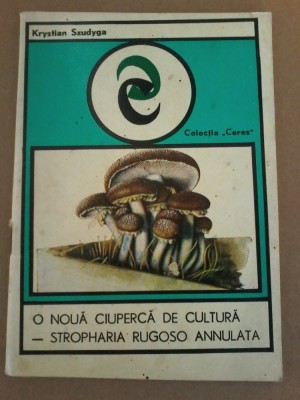 Krystian Szudyga
Colecția „Ceres"
O NOUĂ CIUPERCĂ DE CULTURĂ
— STROPHARIA RUGOSO ANNULATA